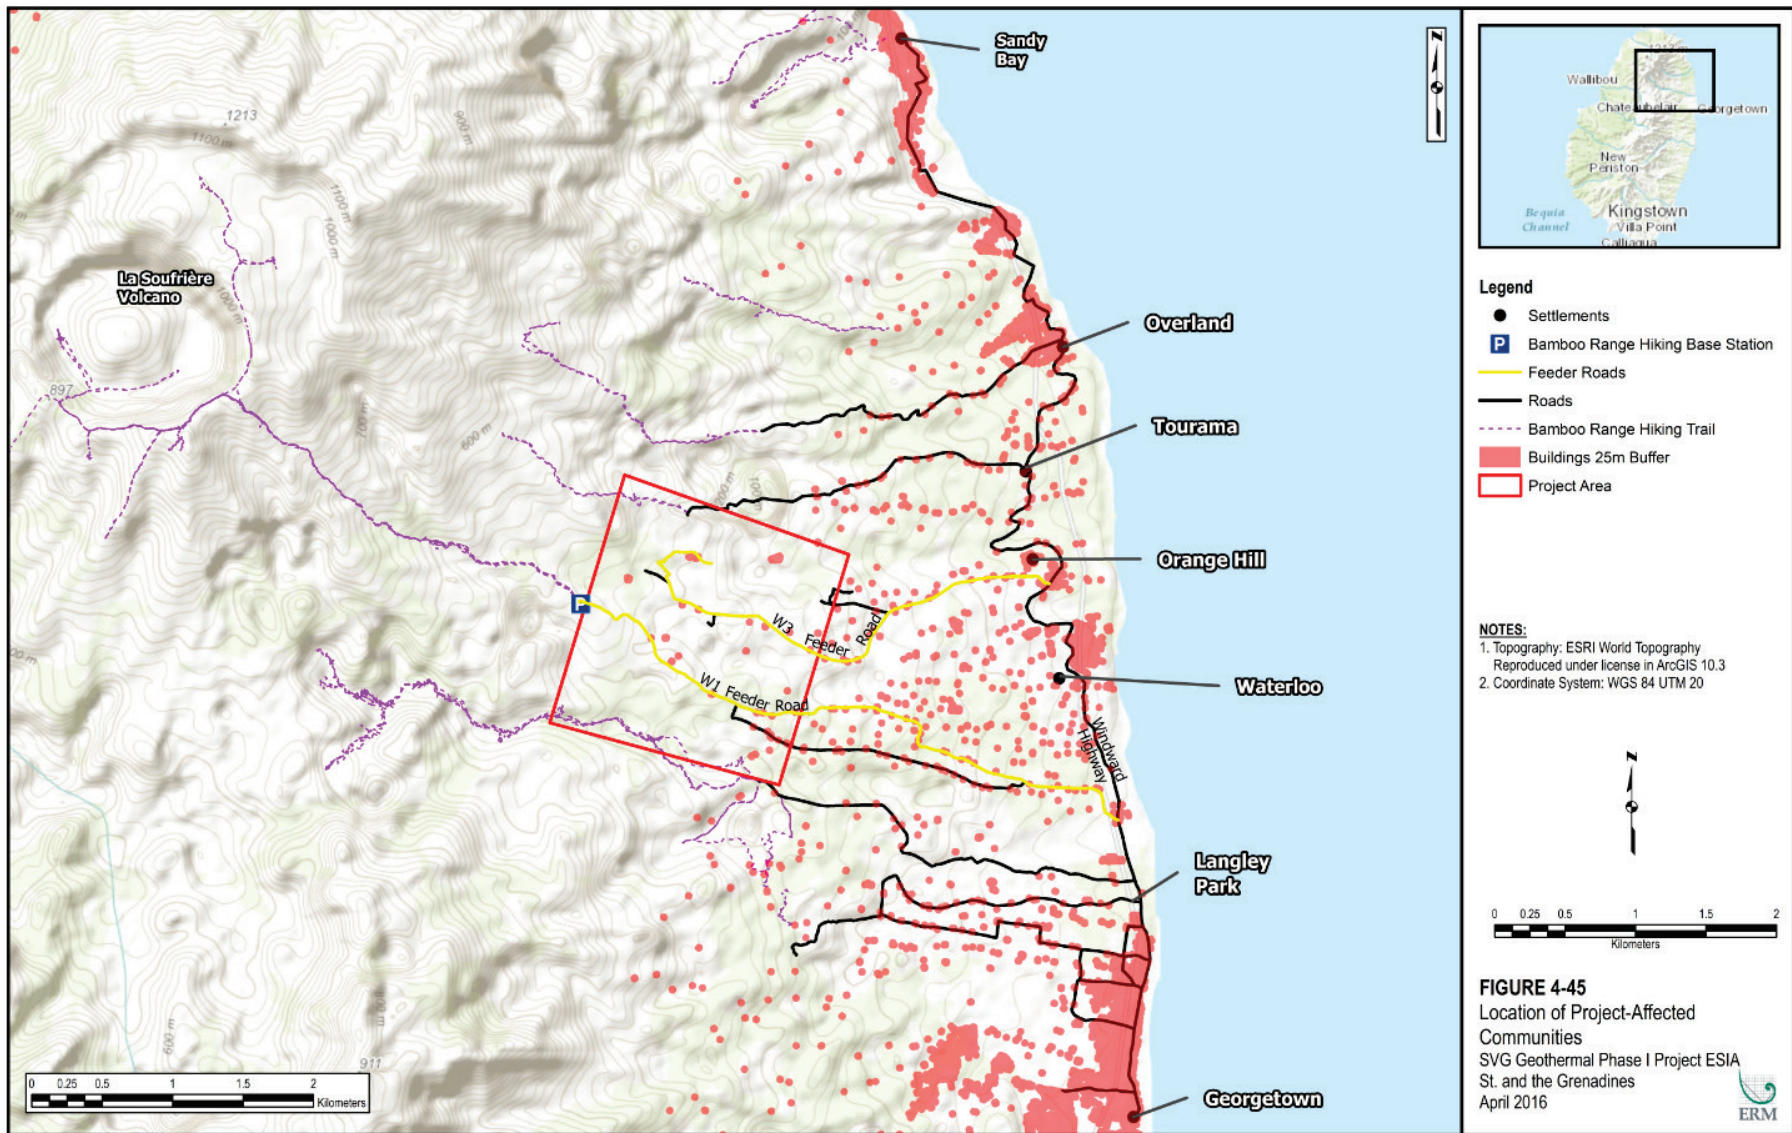 Sandy
Bay
1213
1100 m
900 m
1100 m
1000 m
1000 m
La Soufrière
Volcano
897
700 m
600 m
Overland
Tourama
Orange Hill
W3 Feeder Road
W1 Feeder Road
Waterloo
Windward
Highway
Langley
Park
600 m
911
Georgetown
0 0.25 0.5 1 1.5 2
Kilometers
N
1213 m
Wallibou
Chateaubelair
Georgetown
New
Periston
Bequia
Channel
Kingstown
Villa Point
Calliaqua
Legend
Settlements
P Bamboo Range Hiking Base Station
Feeder Roads
Roads
Bamboo Range Hiking Trail
Buildings 25m Buffer
Project Area
NOTES:
1. Topography: ESRI World Topography
Reproduced under license in ArcGIS 10.3
2. Coordinate System: WGS 84 UTM 20
N
0 0.25 0.5 1 1.5 2
Kilometers
FIGURE 4-45
Location of Project-Affected
Communities
SVG Geothermal Phase I Project ESIA
St. and the Grenadines
April 2016
ERM